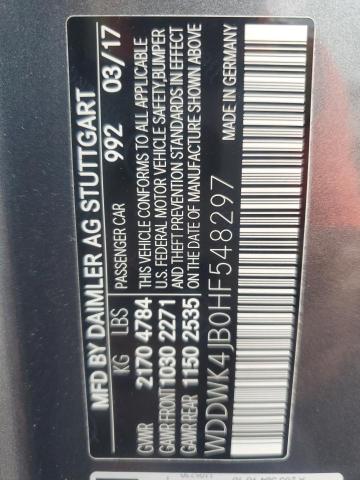 MFD BY DAIMLER AG STUTTGART
992 03/17
KG LBS PASSENGER CAR
GVWR 2170 4784 THIS VEHICLE CONFORMS TO ALL APPLICABLE
GAWR FRONT 1030 2271 U.S. FEDERAL MOTOR VEHICLE SAFETY, BUMPER
GAWR REAR 1150 2535 AND THEFT PREVENTION STANDARDS IN EFFECT
ON THE DATE OF MANUFACTURE SHOWN ABOVE
WDDWK4JB0HF548297 MADE IN GERMANY